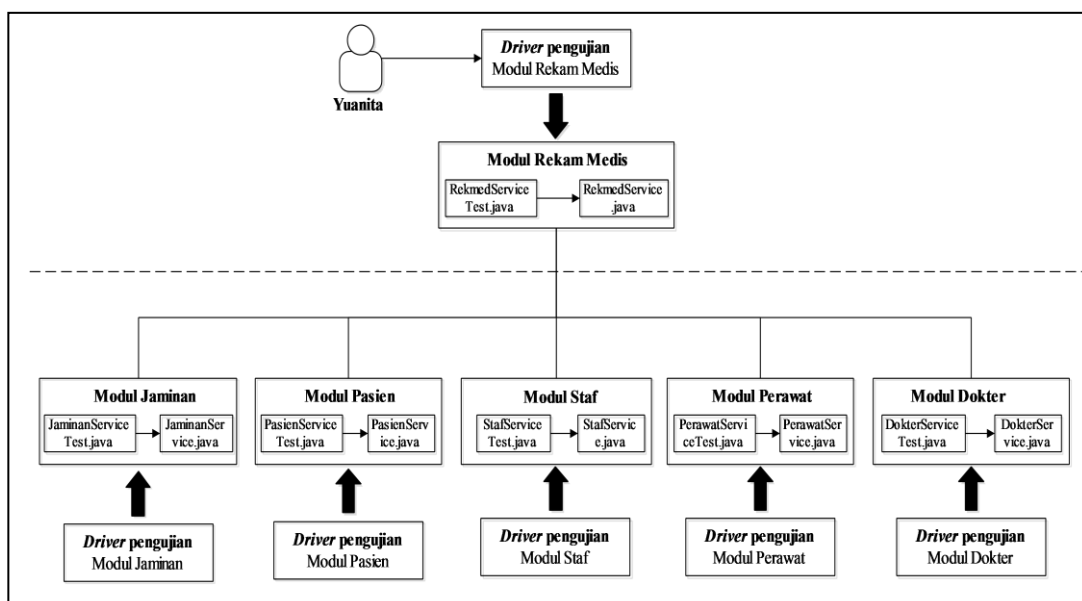 Driver pengujian
Modul Rekam Medis
Yuanita
Modul Rekam Medis
RekmedService
Test.java
RekmedService
.java
Modul Jaminan
JaminanService
Test.java
JaminanSer
vice.java
Modul Pasien
PasienService
Test.java
PasienServ
ice.java
Modul Staf
StafService
Test.java
StafServic
e.java
Modul Perawat
PerawatServi
ceTest.java
PerawatSer
vice.java
Modul Dokter
DokterService
Test.java
DokterSer
vice.java
Driver pengujian
Modul Jaminan
Driver pengujian
Modul Pasien
Driver pengujian
Modul Staf
Driver pengujian
Modul Perawat
Driver pengujian
Modul Dokter